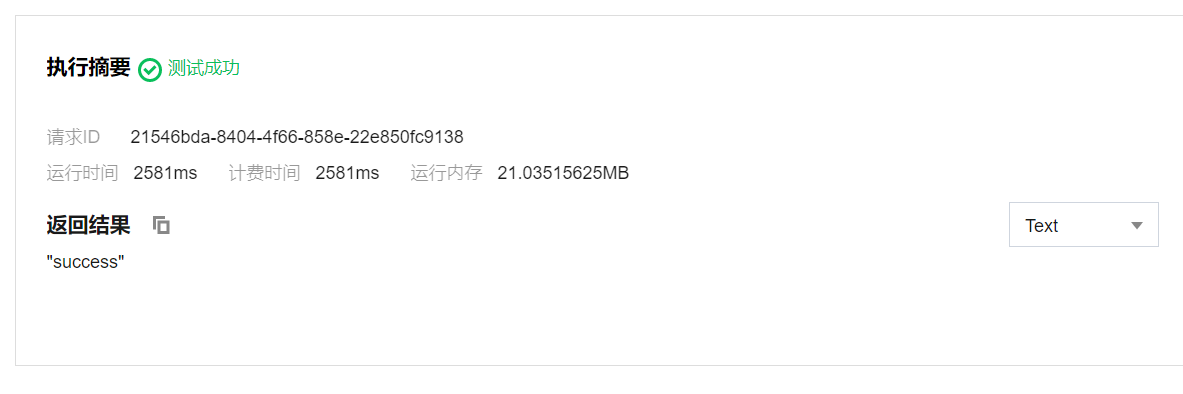 执行摘要 测试成功
请求ID 21546bda-8404-4f66-858e-22e850fc9138
运行时间 2581ms 计费时间 2581ms 运行内存 21.03515625MB
返回结果
Text
"success"